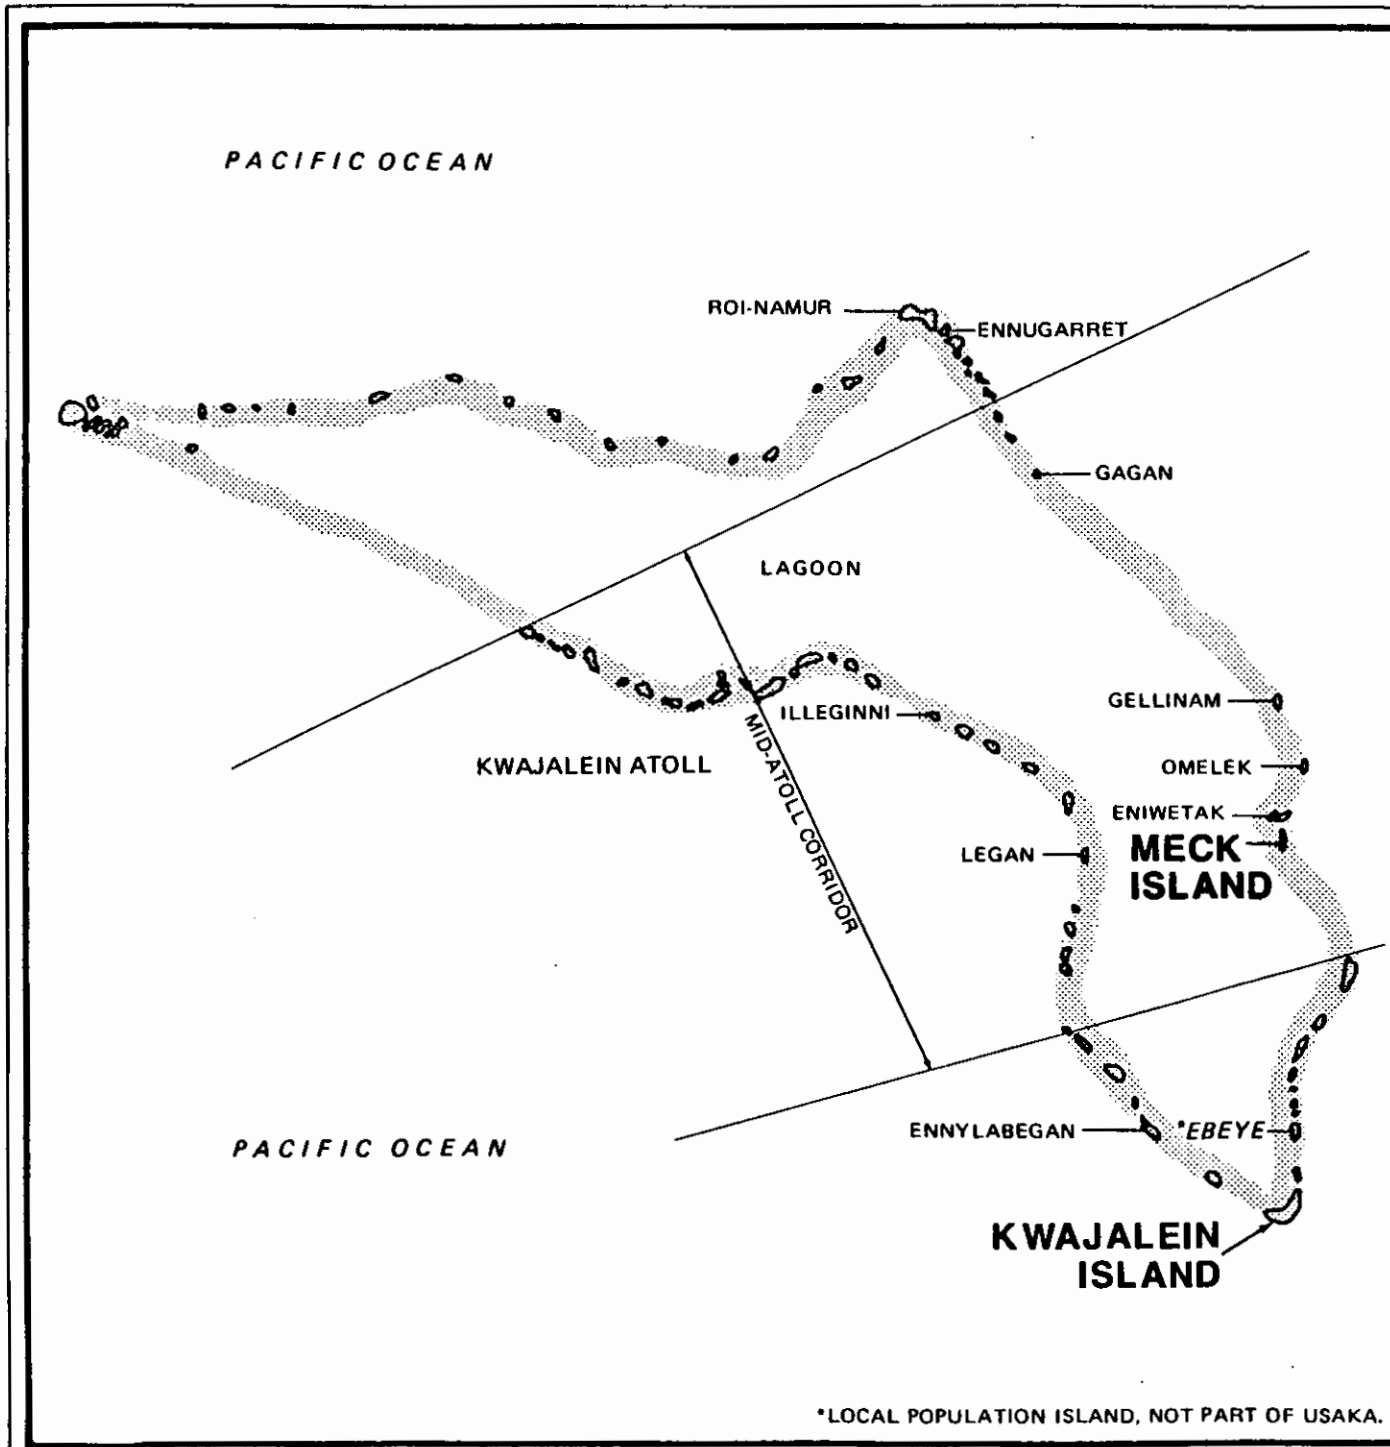 PACIFIC OCEAN
ROI-NAMUR
ENNUGARRET
GAGAN
LAGOON
GELLINAM
ILLEGINNI
KWAJALEIN ATOLL
MID-ATOLL CORRIDOR
OMELEK
ENIWETAK
MECK
ISLAND
LEGAN
ENNYLABEGAN
*EBEYE
PACIFIC OCEAN
KWAJALEIN
ISLAND
*LOCAL POPULATION ISLAND, NOT PART OF USAKA.